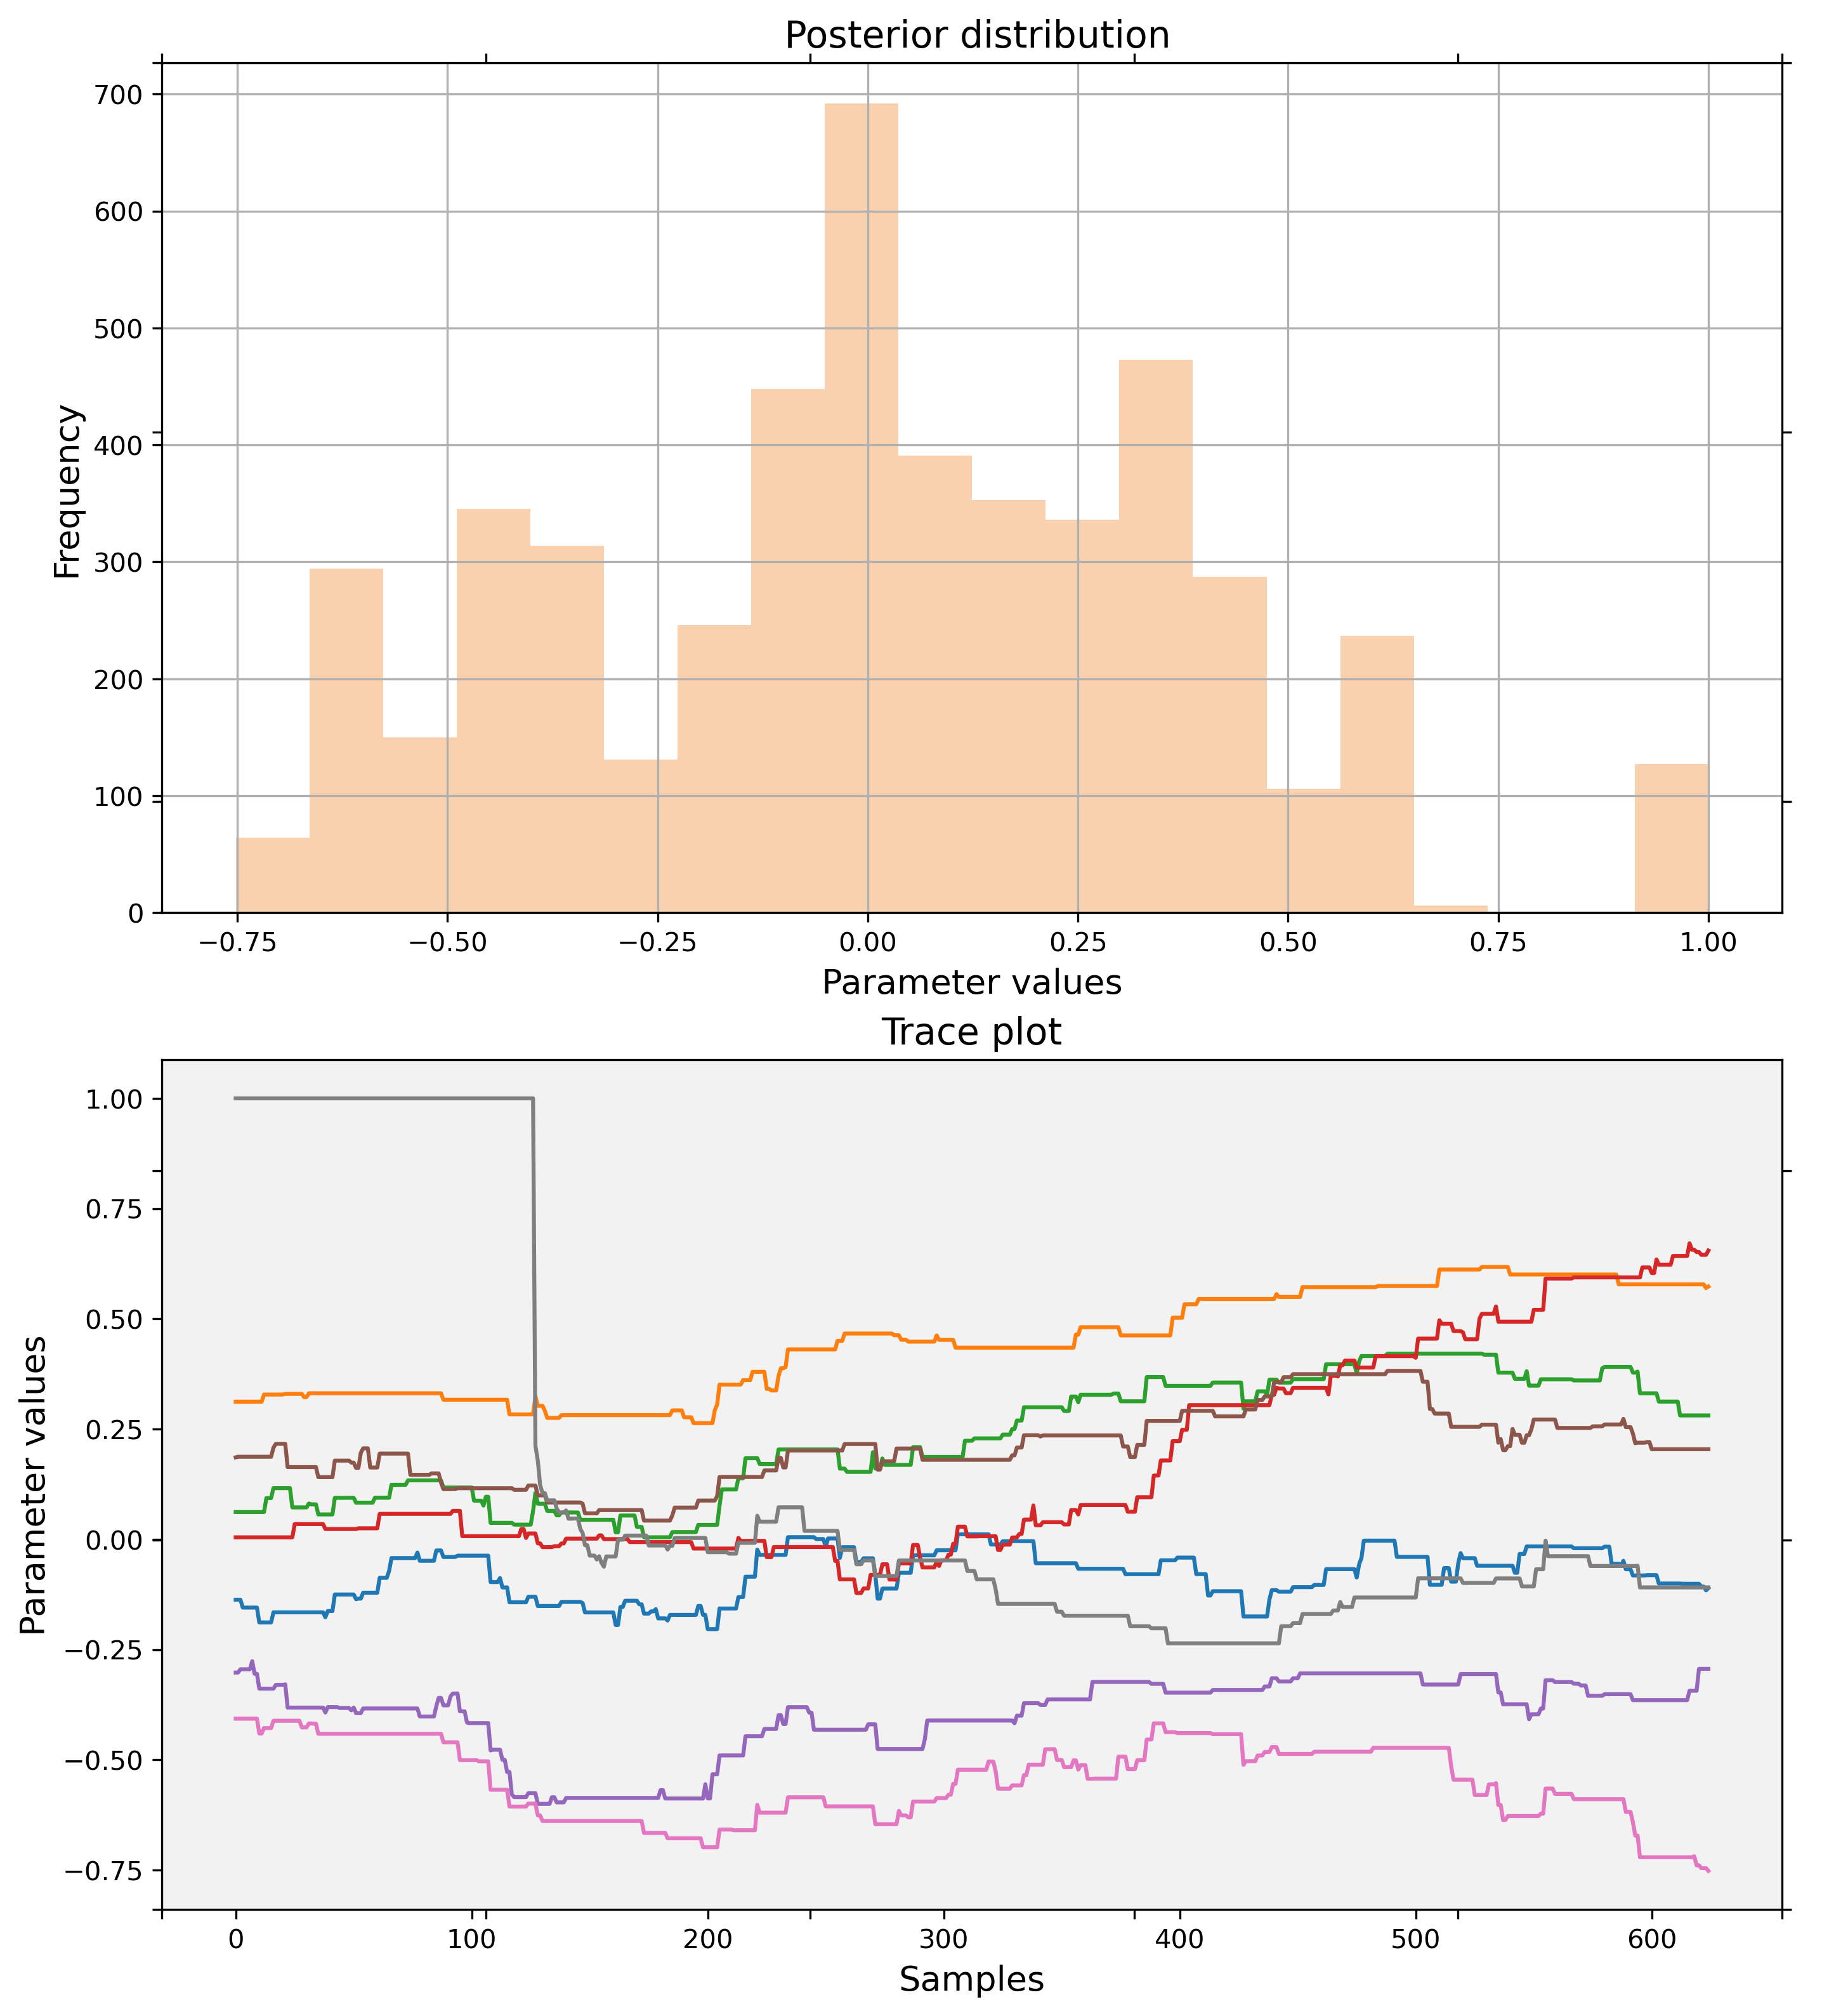 Posterior distribution
700
600
500
400
300
200
100
0
Frequency
−0.75 −0.50 −0.25 0.00 0.25 0.50 0.75 1.00
Parameter values
Trace plot
1.00
0.75
0.50
0.25
0.00
−0.25
−0.50
−0.75
Parameter values
0 100 200 300 400 500 600
Samples